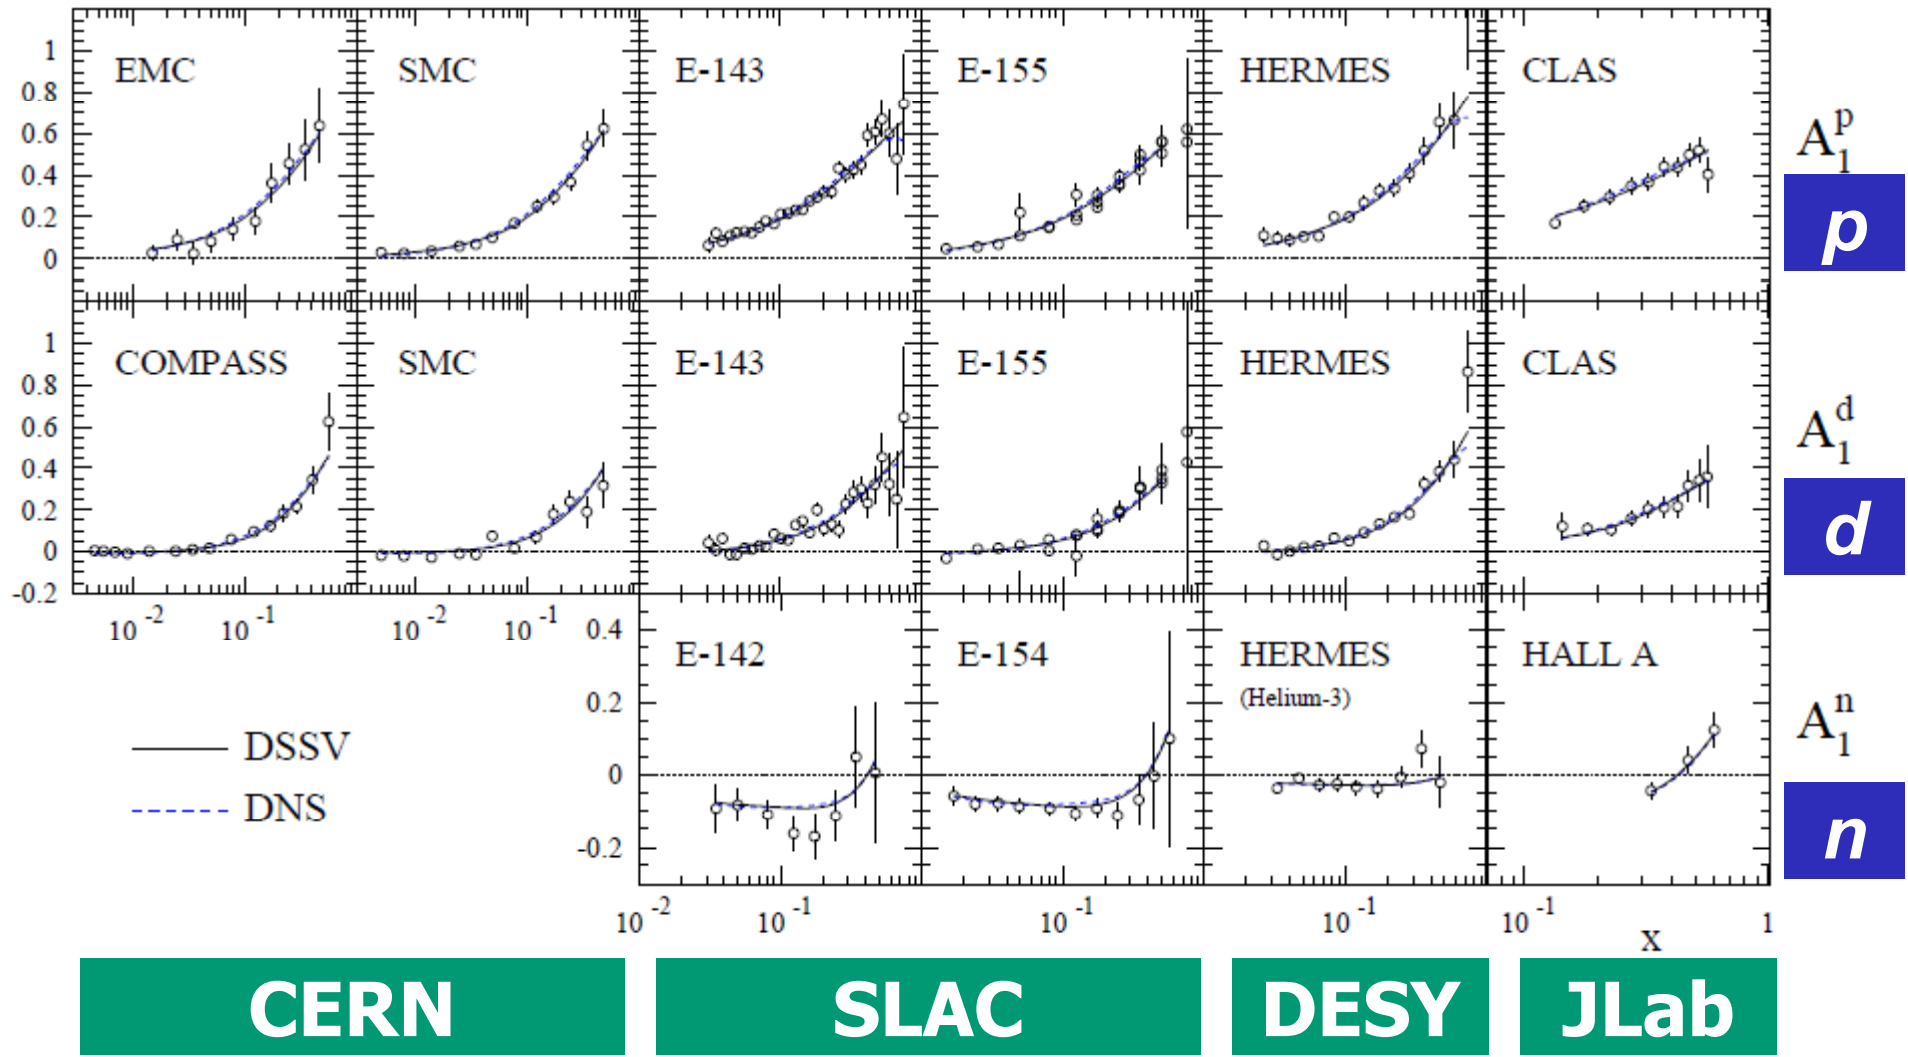 1
0.8
0.6
0.4
0.2
0
EMC
SMC
E-143
E-155
HERMES
CLAS
A₁ᵖ
p
1
0.8
0.6
0.4
0.2
0
-0.2
COMPASS
SMC
E-143
E-155
HERMES
CLAS
A₁ᵈ
d
10⁻² 10⁻¹
10⁻² 10⁻¹
0.4
0.2
0
-0.2
E-142
E-154
HERMES
(Helium-3)
HALL A
A₁ⁿ
n
DSSV
DNS
10⁻² 10⁻¹
10⁻¹
10⁻¹
10⁻¹ 1
x
CERN
SLAC
DESY
JLab